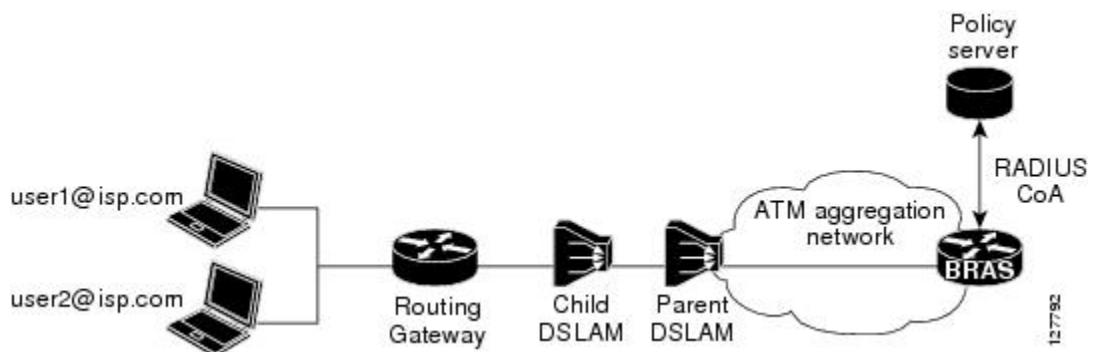 Policy
server
RADIUS
CoA
user1@isp.com
ATM aggregation
network
BRAS
user2@isp.com
Routing
Gateway
Child
DSLAM
Parent
DSLAM
127792